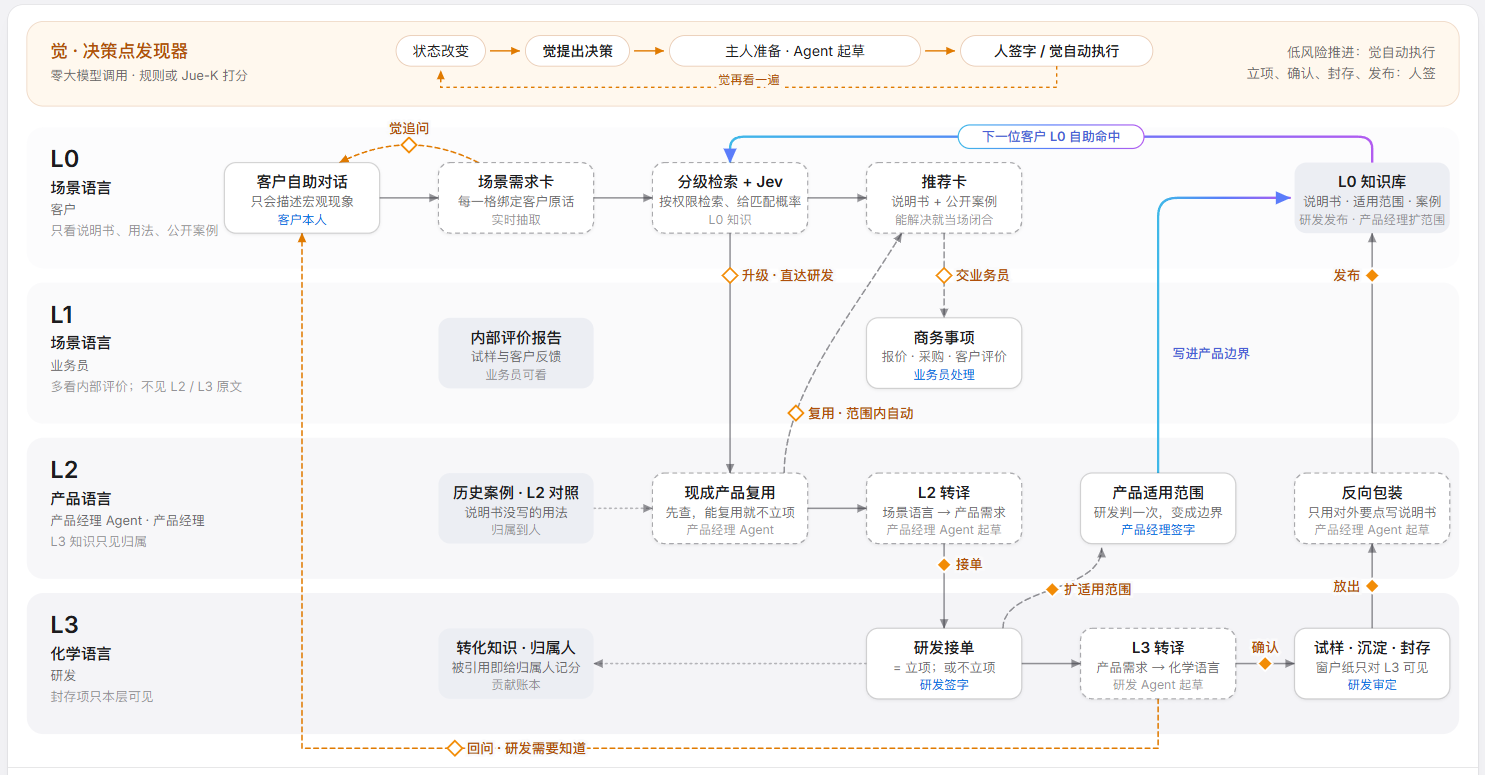 觉 · 决策点发现器
零大模型调用 · 规则或 Jue-K 打分
状态改变
觉提出决策
主人准备 · Agent 起草
人签字 / 觉自动执行
觉再看一遍
低风险推进：觉自动执行
立项、确认、封存、发布：人签
L0
场景语言
客户
只看说明书、用法、公开案例
觉追问
客户自助对话
只会描述宏观现象
客户本人
场景需求卡
每一格绑定客户原话
实时抽取
分级检索 + Jev
按权限检索、给匹配概率
L0 知识
推荐卡
说明书 + 公开案例
能解决就当场闭合
下一位客户 L0 自助命中
L0 知识库
说明书 · 适用范围 · 案例
研发发布 · 产品经理扩范围
升级 · 直达研发
交业务员
发布
L1
场景语言
业务员
多看内部评价；不见 L2 / L3 原文
内部评价报告
试样与客户反馈
业务员可看
商务事项
报价 · 采购 · 客户评价
业务员处理
写进产品边界
复用 · 范围内自动
L2
产品语言
产品经理 Agent · 产品经理
L3 知识只见归属
历史案例 · L2 对照
说明书没写的用法
归属到人
现成产品复用
先查，能复用就不立项
产品经理 Agent
L2 转译
场景语言 → 产品需求
产品经理 Agent 起草
产品适用范围
研发判一次，变成边界
产品经理签字
反向包装
只用对外要点写说明书
产品经理 Agent 起草
接单
扩适用范围
放出
L3
化学语言
研发
封存项只本层可见
转化知识 · 归属人
被引用即给归属人记分
贡献账本
研发接单
= 立项；或不立项
研发签字
L3 转译
产品需求 → 化学语言
研发 Agent 起草
确认
试样 · 沉淀 · 封存
窗户纸只对 L3 可见
研发审定
回问 · 研发需要知道